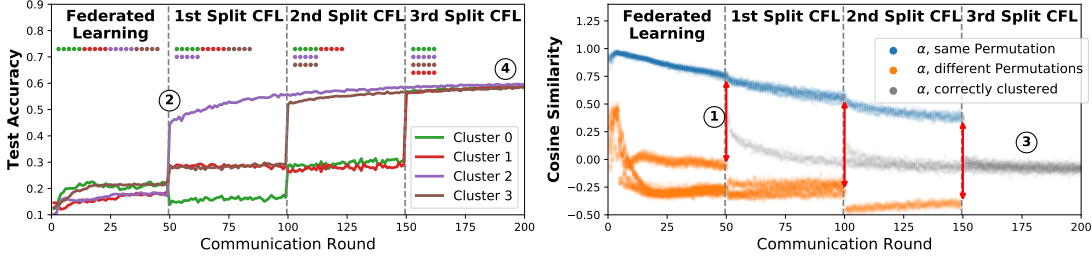 Federated Learning
1st Split CFL
2nd Split CFL
3rd Split CFL
Test Accuracy
0.9
0.8
0.7
0.6
0.5
0.4
0.3
0.2
0.1
2
4
Cluster 0
Cluster 1
Cluster 2
Cluster 3
0
25
50
75
100
125
150
175
200
Communication Round
Federated Learning
1st Split CFL
2nd Split CFL
3rd Split CFL
Cosine Similarity
1.25
1.00
0.75
0.50
0.25
0.00
−0.25
−0.50
α, same Permutation
α, different Permutations
α, correctly clustered
1
3
0
25
50
75
100
125
150
175
200
Communication Round